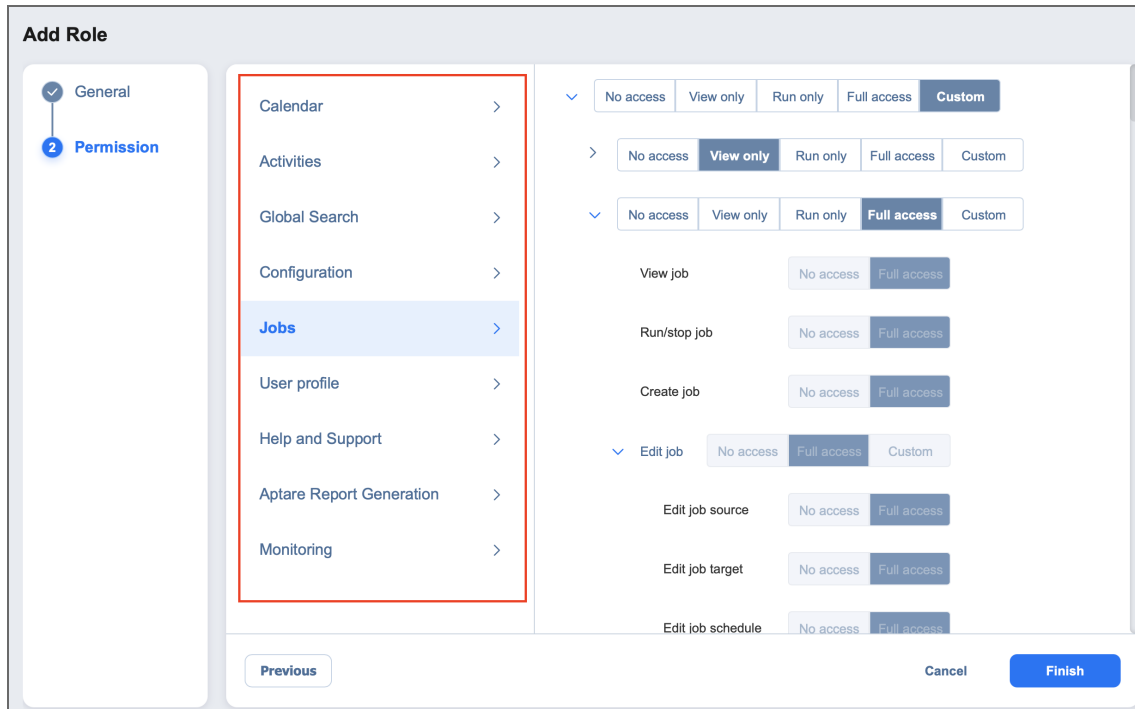 Add Role
General
2 Permission
Calendar
Activities
Global Search
Configuration
Jobs
User profile
Help and Support
Aptare Report Generation
Monitoring
No access View only Run only Full access Custom
No access View only Run only Full access Custom
No access View only Run only Full access Custom
View job No access Full access
Run/stop job No access Full access
Create job No access Full access
Edit job No access Full access Custom
Edit job source No access Full access
Edit job target No access Full access
Edit job schedule No access Full access
Previous Cancel Finish